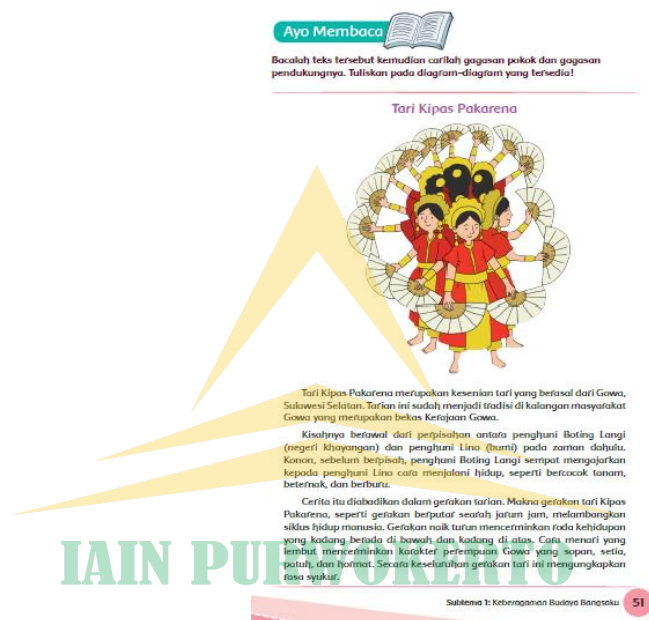 Ayo Membaca
Bacalah teks tersebut kemudian carilah gagasan pokok dan gagasan
pendukungnya. Tuliskan pada diagram-diagram yang tersedia!
Tari Kipas Pakarena
Tari Kipas Pakarena merupakan kesenian tari yang berasal dari Gowa,
Sulawesi Selatan. Tarian ini sudah menjadi tradisi di kalangan masyarakat
Gowa yang merupakan bekas Kerajaan Gowa.
Kisahnya berawal dari perpisahan antara penghuni Boting Langi
(negeri khayangan) dan penghuni Lino (bumi) pada zaman dahulu.
Konon, sebelum berpisah, penghuni Boting Langi sempat mengajarkan
kepada penghuni Lino cara menjalani hidup, seperti bercocok tanam,
beternak, dan berburu.
Cerita itu diabadikan dalam gerakan tarian. Makna gerakan tari Kipas
Pakarena, seperti gerakan berputar searah jarum jam, melambangkan
siklus hidup manusia. Gerakan naik turun mencerminkan roda kehidupan
yang kadang berada di bawah dan kadang di atas. Cara menari yang
lembut mencerminkan karakter perempuan Gowa yang sopan, setia,
patuh, dan hormat. Secara keseluruhan gerakan tari ini mengungkapkan
rasa syukur.
IAIN PURWOKERTO
Subtema 1: Keberagaman Budaya Bangsaku 51